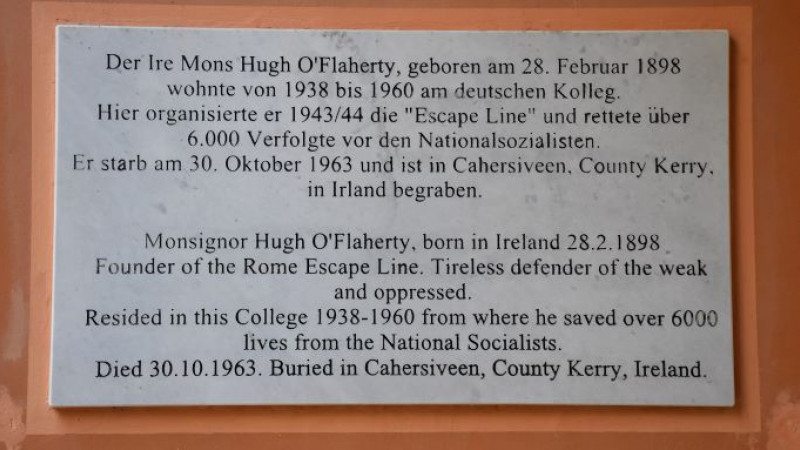 Der Ire Mons Hugh O'Flaherty, geboren am 28. Februar 1898
wohnte von 1938 bis 1960 am deutschen Kolleg.
Hier organisierte er 1943/44 die "Escape Line" und rettete über
6.000 Verfolgte vor den Nationalsozialisten.
Er starb am 30. Oktober 1963 und ist in Cahersiveen, County Kerry,
in Irland begraben.
Monsignor Hugh O'Flaherty, born in Ireland 28.2.1898
Founder of the Rome Escape Line. Tireless defender of the weak
and oppressed.
Resided in this College 1938-1960 from where he saved over 6000
lives from the National Socialists.
Died 30.10.1963. Buried in Cahersiveen, County Kerry, Ireland.